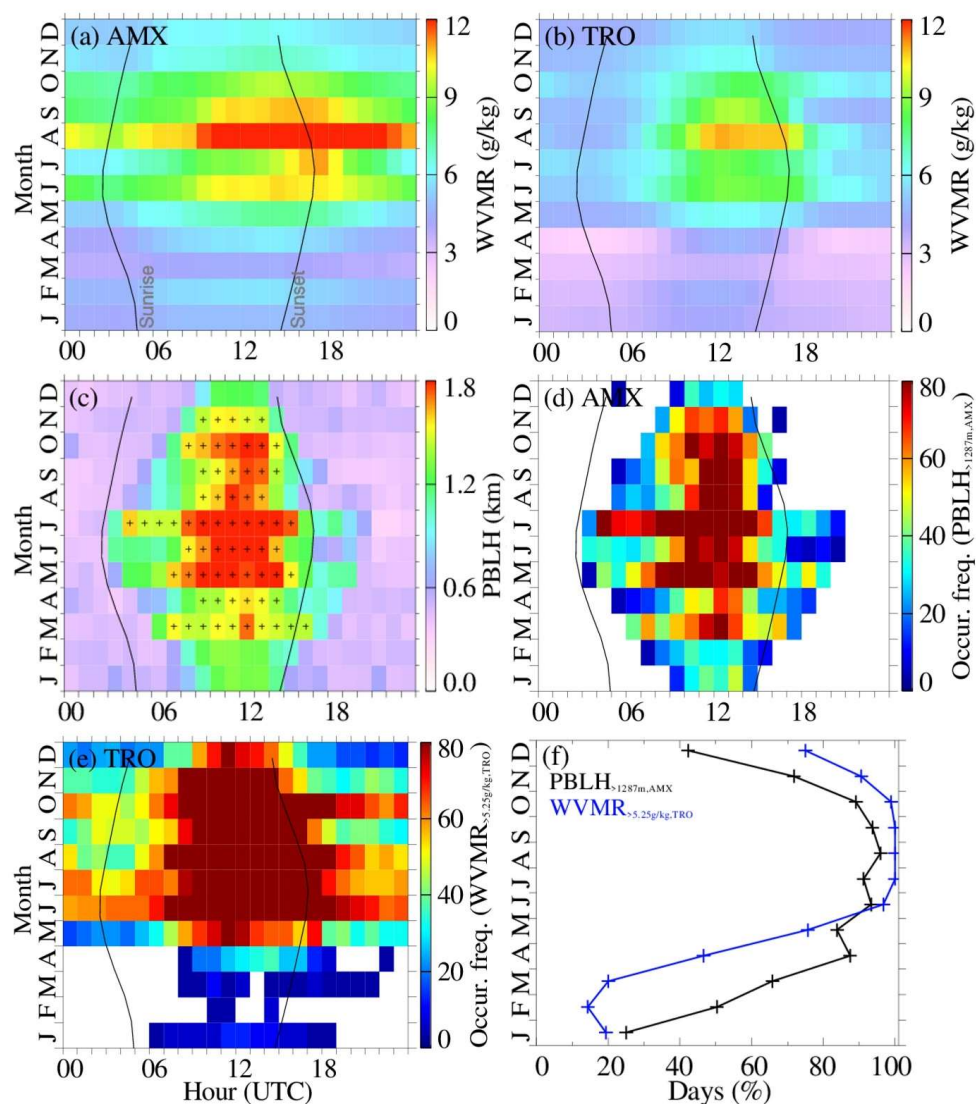 (a) AMX
(b) TRO
Month
J F M A M J J A S O N D
Sunrise
Sunset
00 06 12 18
12
9
6
3
0
WVMR (g/kg)
J F M A M J J A S O N D
00 06 12 18
12
9
6
3
0
WVMR (g/kg)
(c)
(d) AMX
Month
J F M A M J J A S O N D
00 06 12 18
1.8
1.2
0.6
0.0
PBLH (km)
J F M A M J J A S O N D
00 06 12 18
80
60
40
20
0
Occur. freq. (PBLH>1287m,AMX)
(e) TRO
(f)
PBLH>1287m,AMX
WVMR>5.25g/kg,TRO
Month
J F M A M J J A S O N D
00 06 12 18
Hour (UTC)
80
60
40
20
0
Occur. freq. (WVMR>5.25g/kg,TRO)
J F M A M J J A S O N D
0 20 40 60 80 100
Days (%)